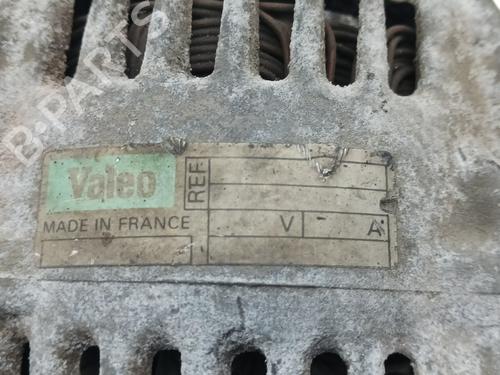 B-PARTS
Valeo
REF.
MADE IN FRANCE
V
A